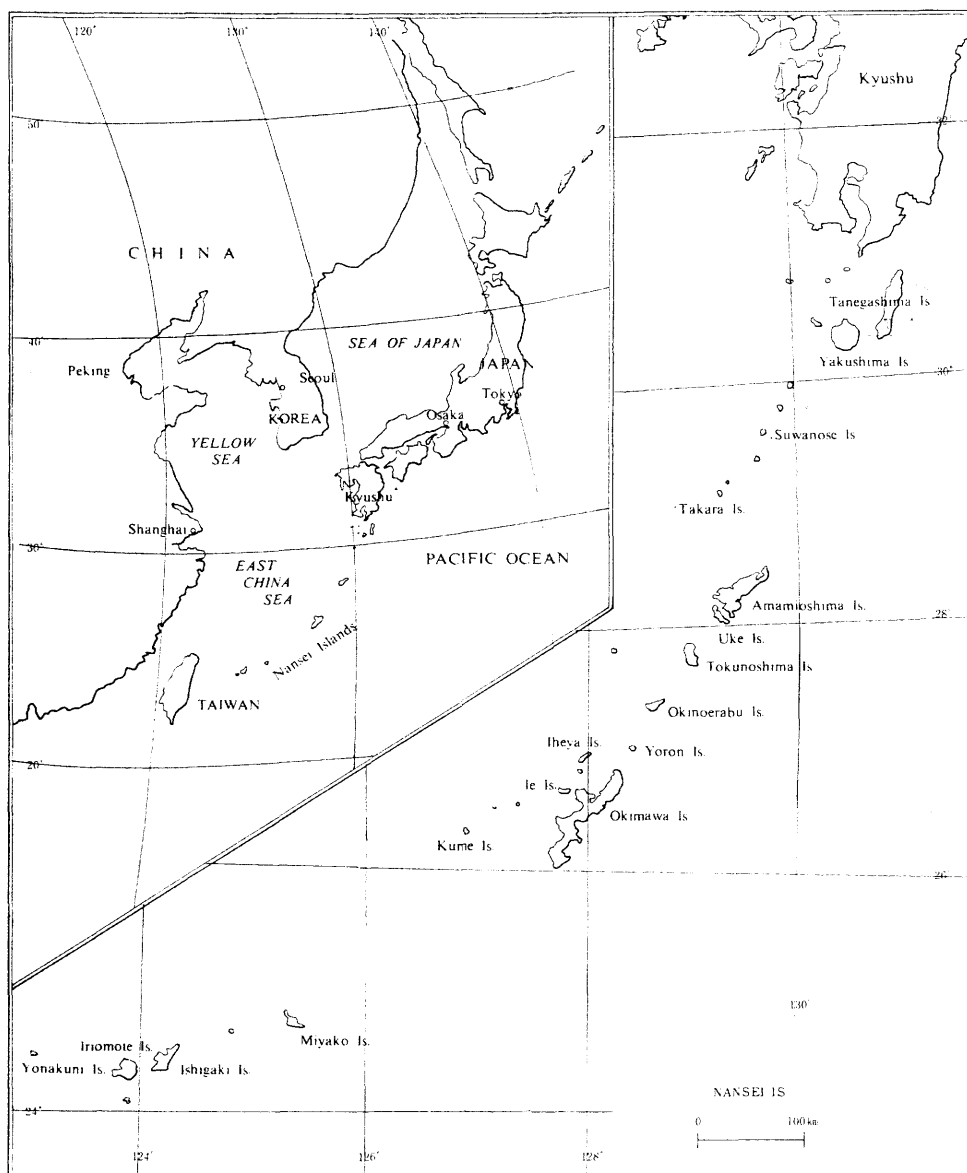 120°
130°
140°
Kyushu
50°
32°
CHINA
Tanegashima Is
SEA OF JAPAN
40°
Yakushima Is
Peking
JAPAN
30°
Seoul
Tokyo
KOREA
Osaka
Suwanose Is
YELLOW
SEA
Kyushu
Takara Is.
Shanghai
30°
EAST
CHINA
SEA
PACIFIC OCEAN
Amamioshima Is.
28°
Uke Is.
Nansei Islands
Tokunoshima Is
TAIWAN
Okinoerabu Is.
Iheya Is.
Yoron Is.
20°
Ie Is.
Okimawa Is
Kume Is.
26°
130°
Miyako Is.
Iriomote Is.
Yonakuni Is.
Ishigaki Is.
NANSEI IS
24°
0
100km
124°
126°
128°